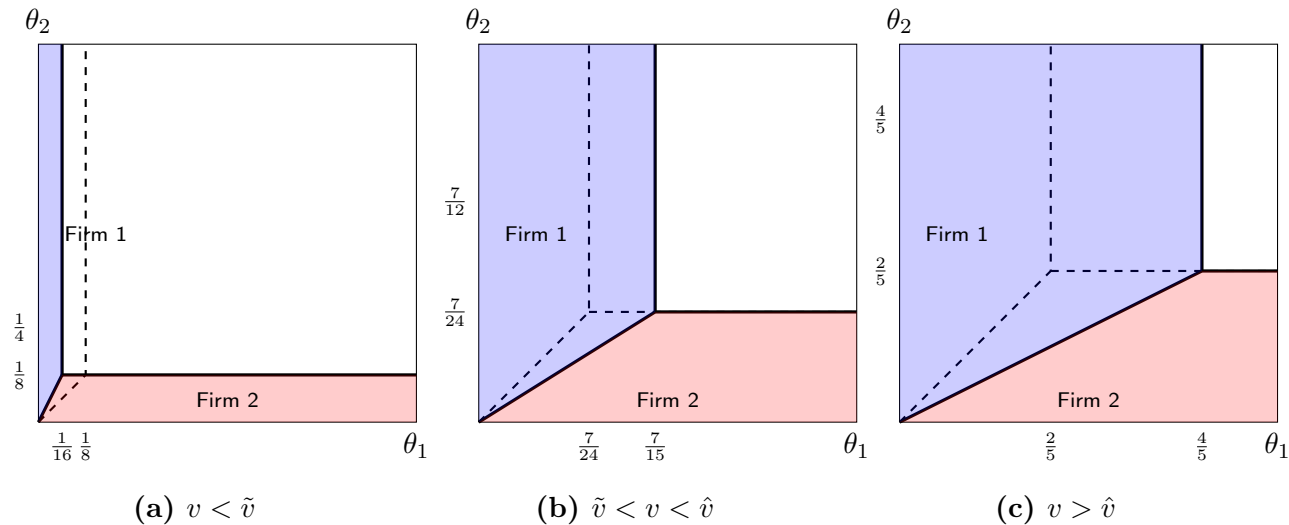 θ₂
Firm 1
1/4
1/8
Firm 2
1/16 1/8 θ₁
(a) v < ṽ
θ₂
7/12
Firm 1
7/24
Firm 2
7/24 7/15 θ₁
(b) ṽ < v < v̂
θ₂
4/5
Firm 1
2/5
Firm 2
2/5 4/5 θ₁
(c) v > v̂